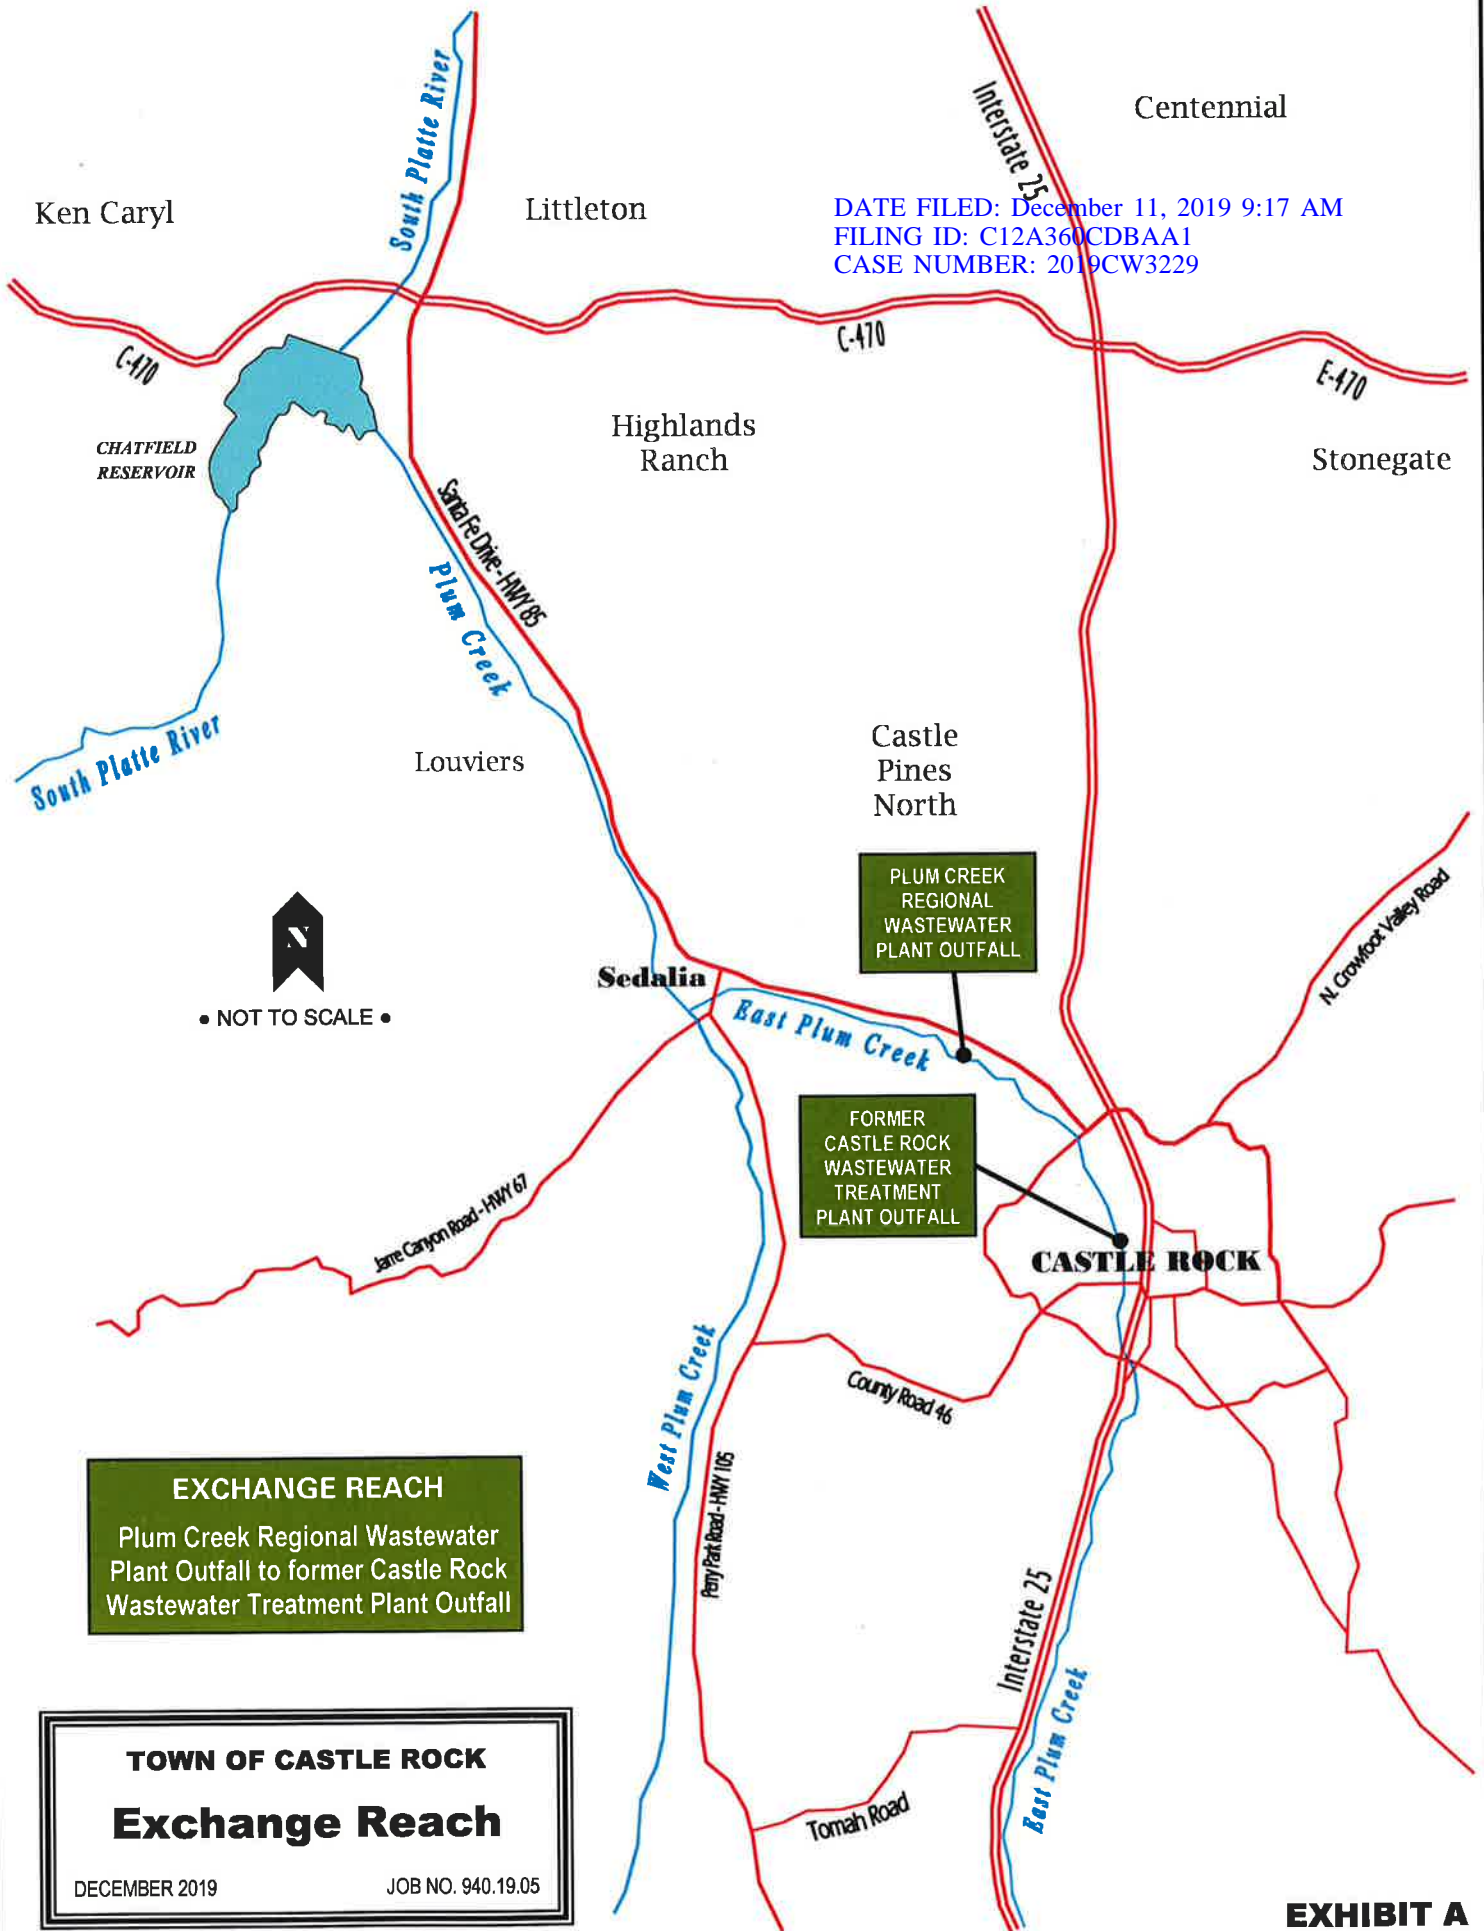 South Platte River
Interstate 25
Centennial
Ken Caryl
Littleton
DATE FILED: December 11, 2019 9:17 AM
FILING ID: C12A360CDBAA1
CASE NUMBER: 2019CW3229
C-470
C-470
E-470
CHATFIELD
RESERVOIR
Highlands
Ranch
Stonegate
Santa Fe Drive - HWY 85
Plum Creek
South Platte River
Louviers
Castle
Pines
North
PLUM CREEK
REGIONAL
WASTEWATER
PLANT OUTFALL
N. Crowfoot Valley Road
N
• NOT TO SCALE •
Sedalia
East Plum Creek
FORMER
CASTLE ROCK
WASTEWATER
TREATMENT
PLANT OUTFALL
Jarre Canyon Road - HWY 67
CASTLE ROCK
West Plum Creek
County Road 46
Perry Park Road - HWY 105
EXCHANGE REACH
Plum Creek Regional Wastewater
Plant Outfall to former Castle Rock
Wastewater Treatment Plant Outfall
Interstate 25
East Plum Creek
TOWN OF CASTLE ROCK
Exchange Reach
DECEMBER 2019 JOB NO. 940.19.05
Tomah Road
EXHIBIT A